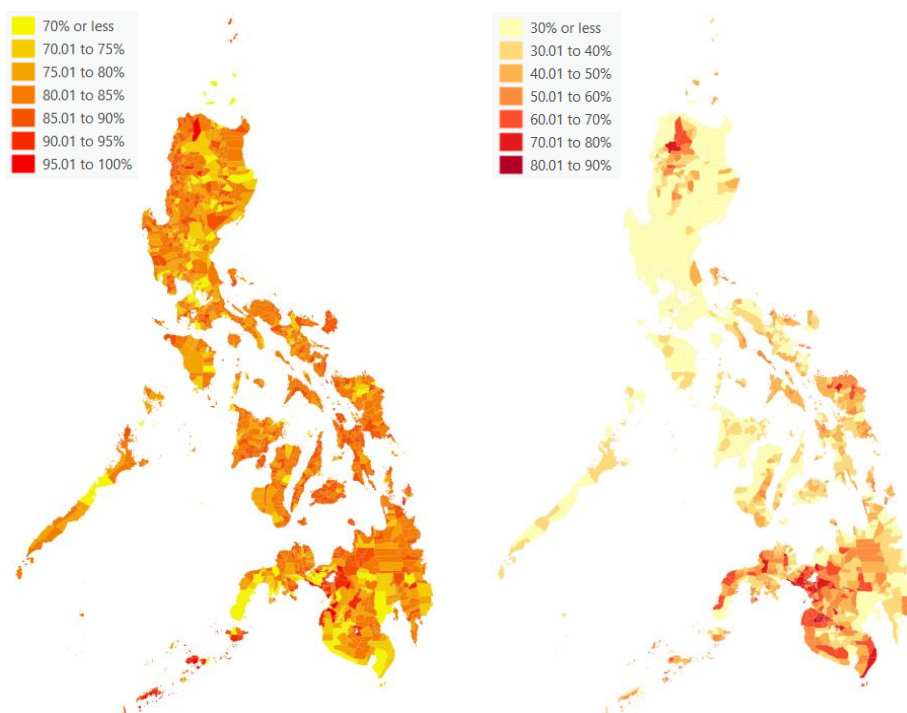 70% or less
70.01 to 75%
75.01 to 80%
80.01 to 85%
85.01 to 90%
90.01 to 95%
95.01 to 100%
30% or less
30.01 to 40%
40.01 to 50%
50.01 to 60%
60.01 to 70%
70.01 to 80%
80.01 to 90%